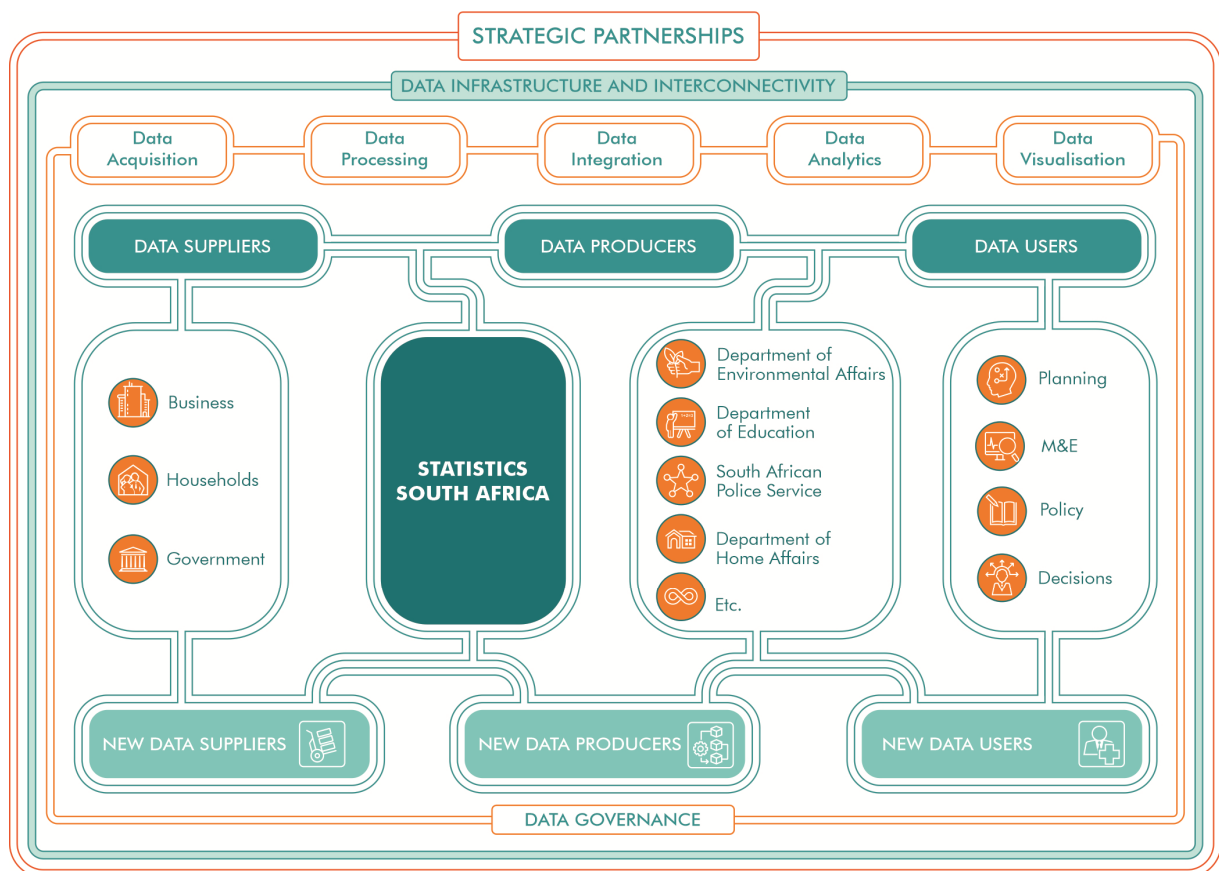 STRATEGIC PARTNERSHIPS
DATA INFRASTRUCTURE AND INTERCONNECTIVITY
Data
Acquisition
Data
Processing
Data
Integration
Data
Analytics
Data
Visualisation
DATA SUPPLIERS
DATA PRODUCERS
DATA USERS
Business
Households
Government
STATISTICS
SOUTH AFRICA
Department of
Environmental Affairs
Department
of Education
South African
Police Service
Department of
Home Affairs
Etc.
Planning
M&E
Policy
Decisions
NEW DATA SUPPLIERS
NEW DATA PRODUCERS
NEW DATA USERS
DATA GOVERNANCE